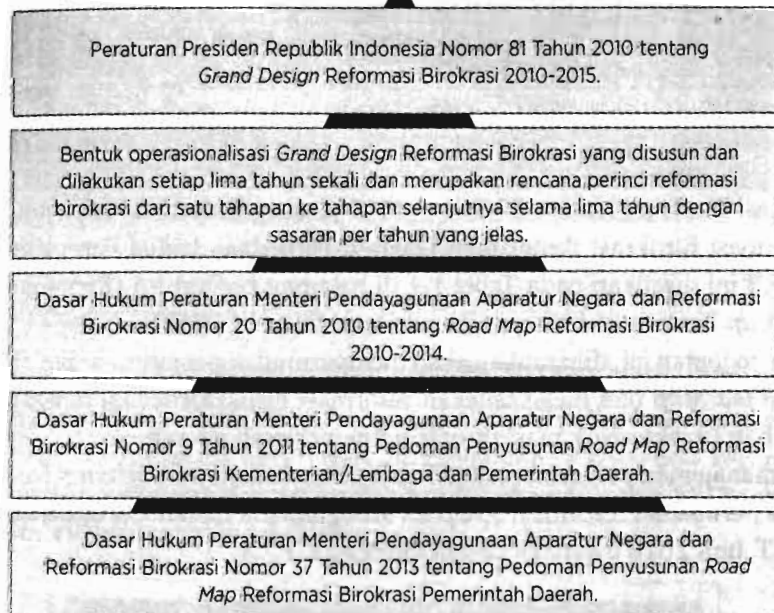 Peraturan Presiden Republik Indonesia Nomor 81 Tahun 2010 tentang
Grand Design Reformasi Birokrasi 2010-2015.
Bentuk operasionalisasi Grand Design Reformasi Birokrasi yang disusun dan
dilakukan setiap lima tahun sekali dan merupakan rencana perinci reformasi
birokrasi dari satu tahapan ke tahapan selanjutnya selama lima tahun dengan
sasaran per tahun yang jelas.
Dasar Hukum Peraturan Menteri Pendayagunaan Aparatur Negara dan Reformasi
Birokrasi Nomor 20 Tahun 2010 tentang Road Map Reformasi Birokrasi
2010-2014.
Dasar Hukum Peraturan Menteri Pendayagunaan Aparatur Negara dan Reformasi
Birokrasi Nomor 9 Tahun 2011 tentang Pedoman Penyusunan Road Map Reformasi
Birokrasi Kementerian/Lembaga dan Pemerintah Daerah.
Dasar Hukum Peraturan Menteri Pendayagunaan Aparatur Negara dan
Reformasi Birokrasi Nomor 37 Tahun 2013 tentang Pedoman Penyusunan Road
Map Reformasi Birokrasi Pemerintah Daerah.